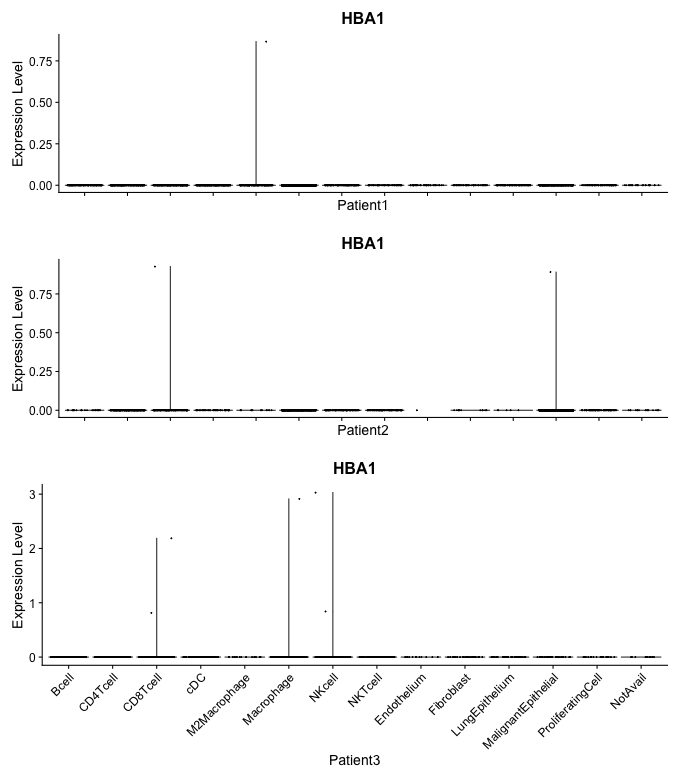 HBA1
Expression Level
0.75
0.50
0.25
0.00
Patient1
HBA1
Expression Level
0.75
0.50
0.25
0.00
Patient2
HBA1
Expression Level
3
2
1
0
Bcell
CD4Tcell
CD8Tcell
cDC
M2Macrophage
Macrophage
NKcell
NKTcell
Endothelium
Fibroblast
LungEpithelium
MalignantEpithelial
ProliferatingCell
NotAvail
Patient3